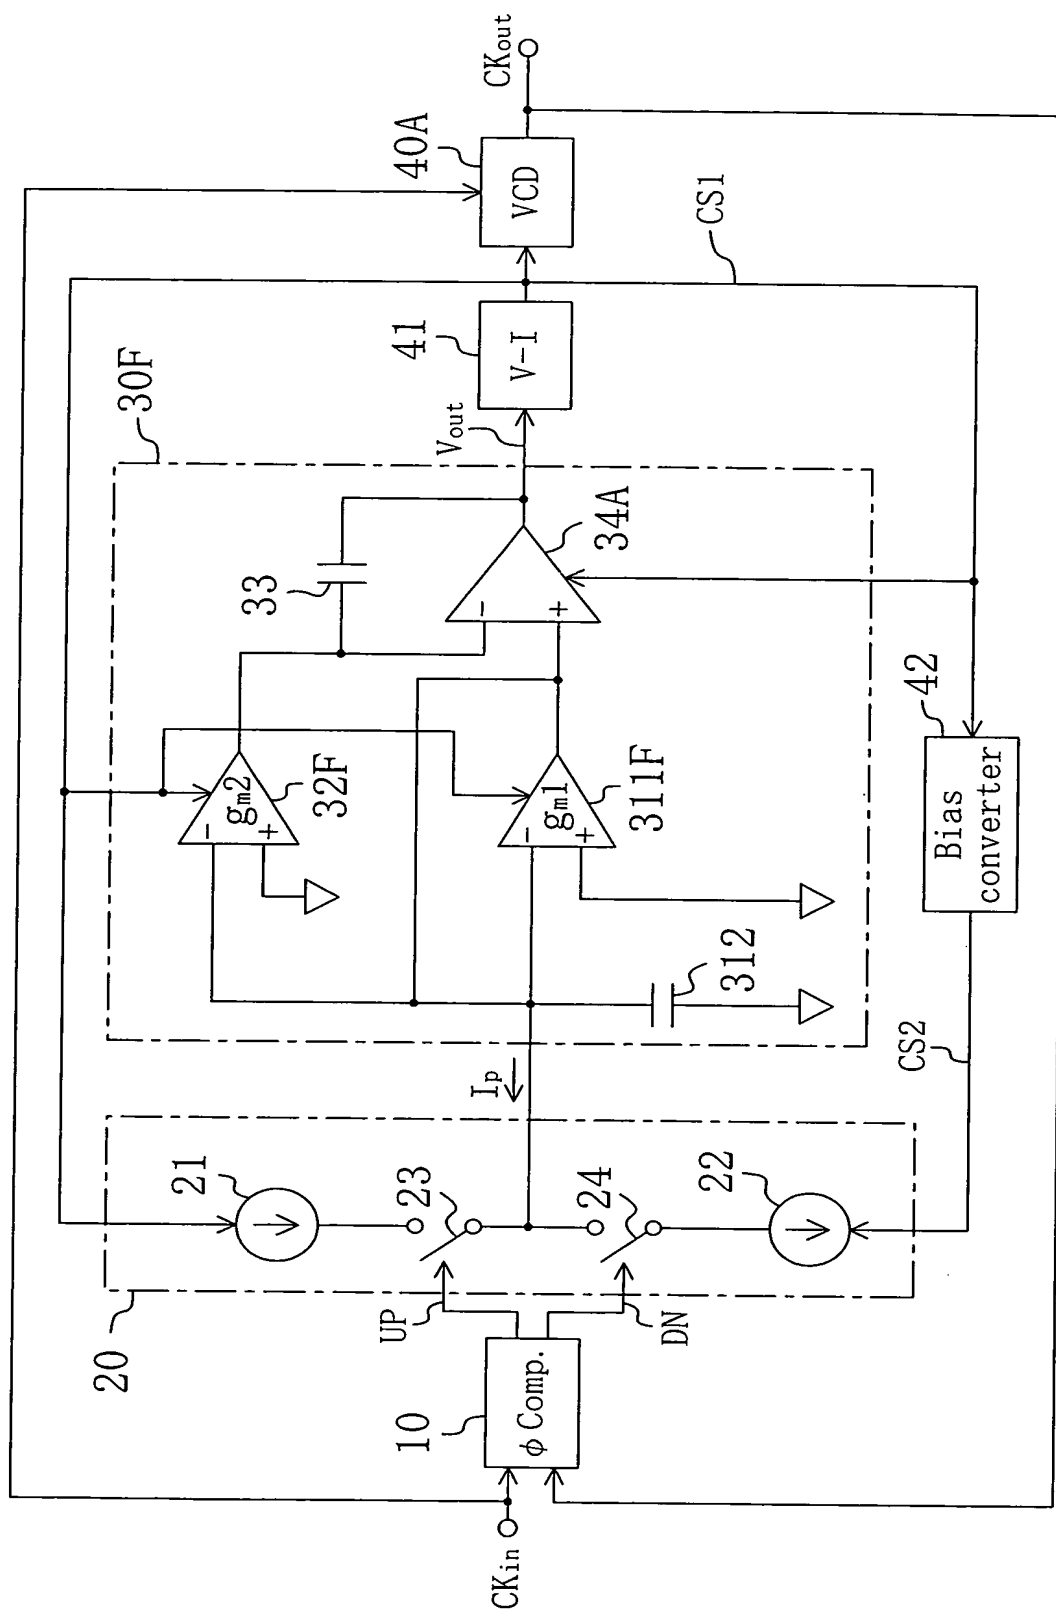 CKin
10
φ Comp.
20
UP
DN
21
23
24
22
Ip
CS2
30F
312
gm2
32F
gm1
311F
33
34A
Vout
42
Bias
converter
41
V-I
CS1
40A
VCD
CKout
-
+
-
+
-
+